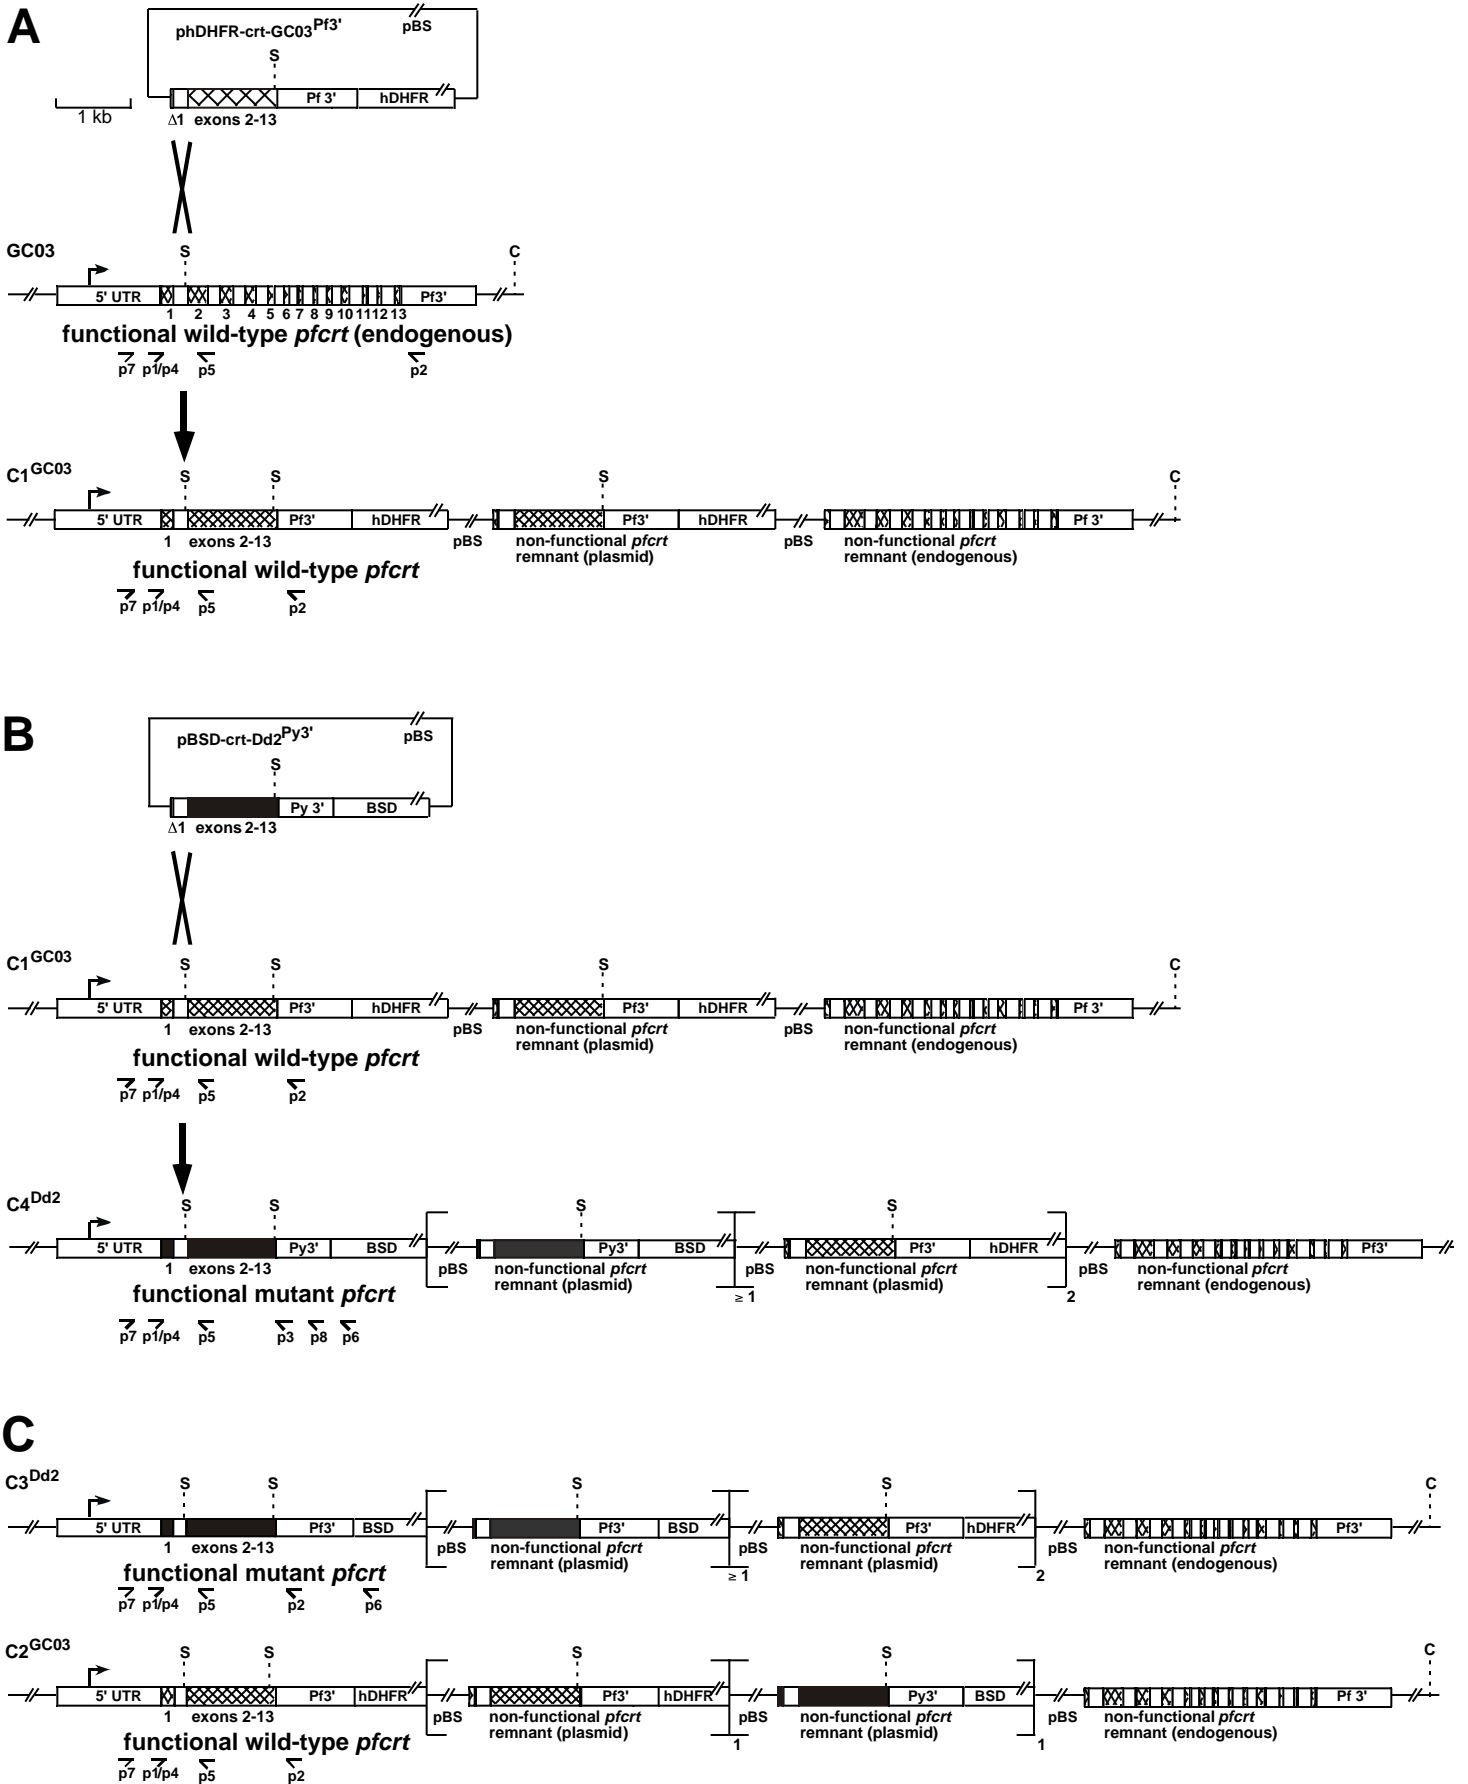 A
phDHFR-crt-GC03Pf3'
pBS
S
Pf 3' hDHFR
1 kb
Δ1 exons 2-13
GC03
S C
5' UTR Pf3'
1 2 3 4 5 6 7 8 9 10 11 12 13
functional wild-type pfcrt (endogenous)
p7 p1/p4 p5 p2
C1GC03
S S S C
5' UTR Pf3' hDHFR Pf3' hDHFR Pf 3'
1 exons 2-13 pBS non-functional pfcrt pBS non-functional pfcrt
remnant (plasmid) remnant (endogenous)
functional wild-type pfcrt
p7 p1/p4 p5 p2
B
pBSD-crt-Dd2Py3'
pBS
S
Py 3' BSD
Δ1 exons 2-13
C1GC03
S S S C
5' UTR Pf3' hDHFR Pf3' hDHFR Pf 3'
1 exons 2-13 pBS non-functional pfcrt pBS non-functional pfcrt
remnant (plasmid) remnant (endogenous)
functional wild-type pfcrt
p7 p1/p4 p5 p2
C4Dd2
S S S S
5' UTR Py3' BSD Py3' BSD Pf3' hDHFR Pf3'
1 exons 2-13 pBS non-functional pfcrt pBS non-functional pfcrt pBS non-functional pfcrt
remnant (plasmid) remnant (plasmid) remnant (endogenous)
functional mutant pfcrt ≥ 1 2
p7 p1/p4 p5 p3 p8 p6
C
C3Dd2
S S S S C
5' UTR Pf3' BSD Pf3' BSD Pf3' hDHFR Pf3'
1 exons 2-13 pBS non-functional pfcrt pBS non-functional pfcrt pBS non-functional pfcrt
remnant (plasmid) remnant (plasmid) remnant (endogenous)
functional mutant pfcrt ≥ 1 2
p7 p1/p4 p5 p2 p6
C2GC03
S S S S C
5' UTR Pf3' hDHFR Pf3' hDHFR Py3' BSD Pf 3'
1 exons 2-13 pBS non-functional pfcrt pBS non-functional pfcrt pBS non-functional pfcrt
remnant (plasmid) remnant (plasmid) remnant (endogenous)
functional wild-type pfcrt 1 1
p7 p1/p4 p5 p2